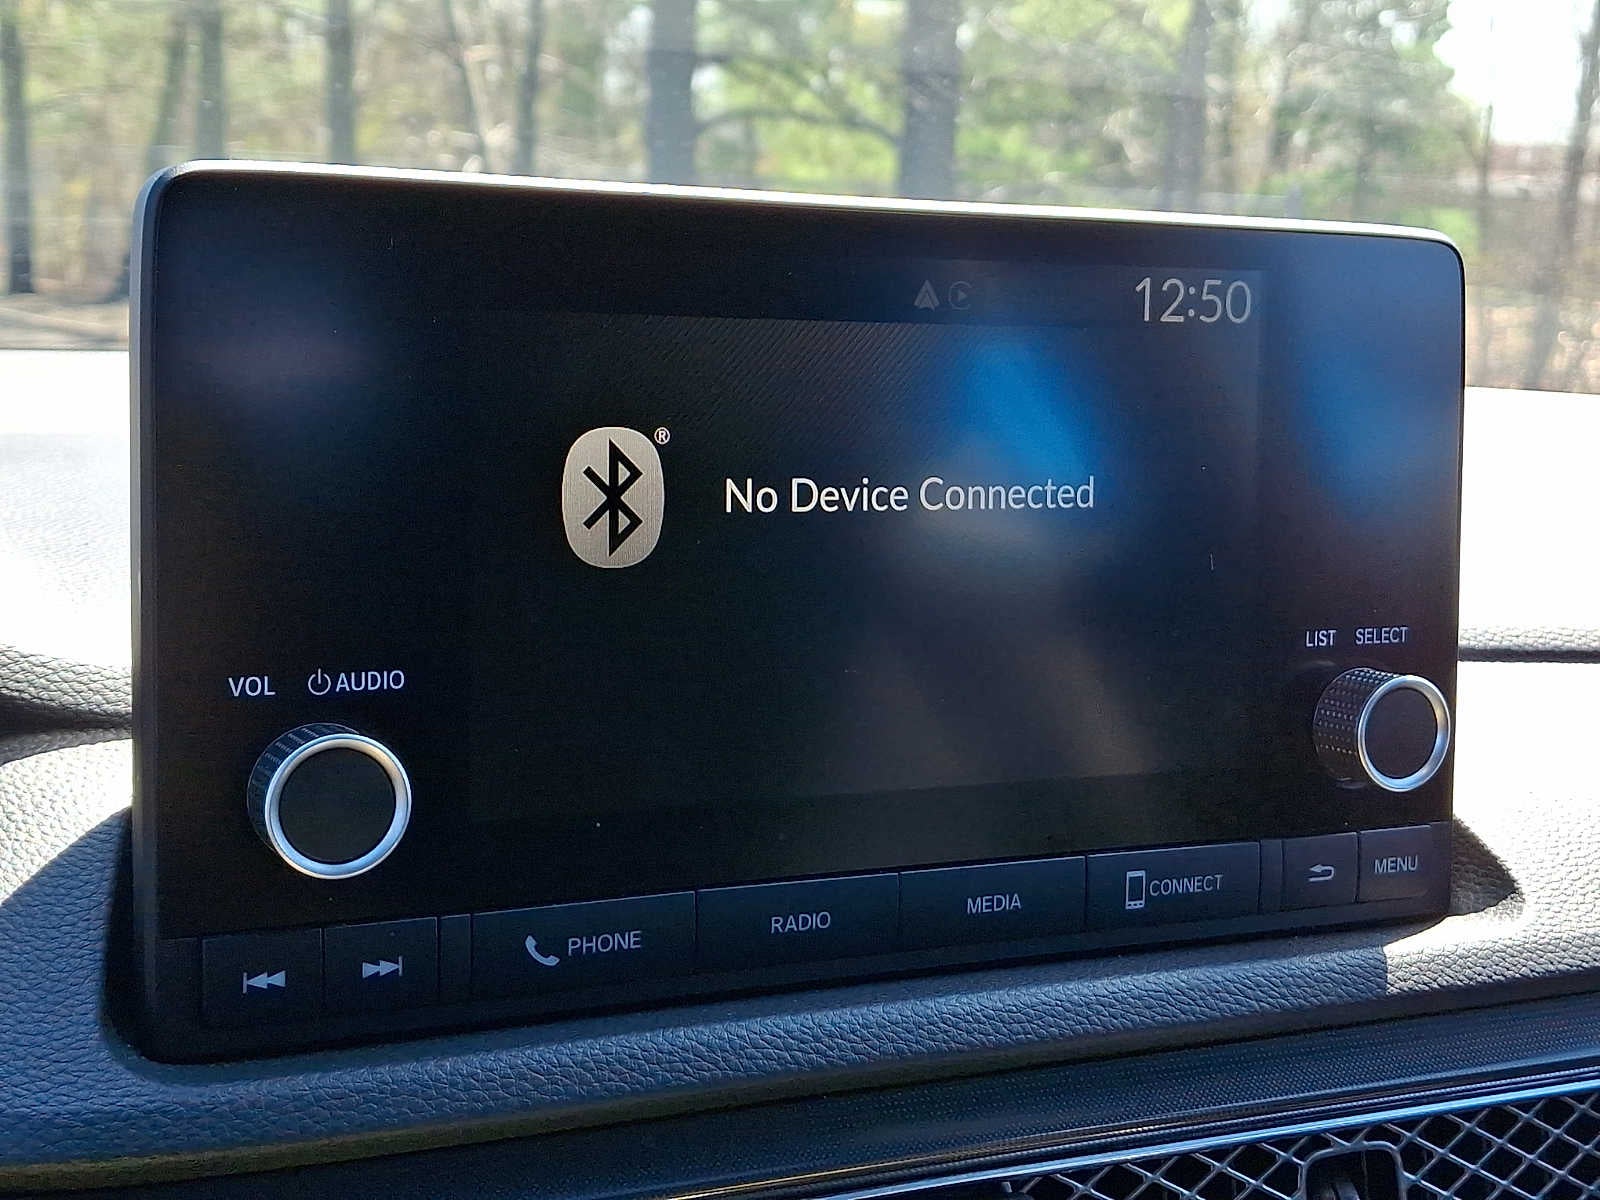 12:50
®
No Device Connected
LIST SELECT
VOL AUDIO
PHONE
RADIO
MEDIA
CONNECT
MENU